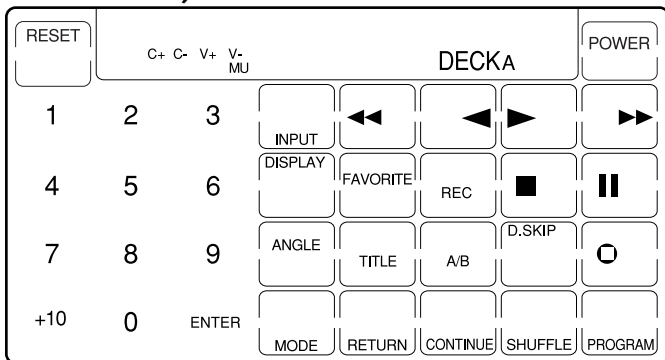 RESET
C+ C- V+ V-
MU
DECKA
POWER
1 2 3
INPUT
4 5 6
DISPLAY
FAVORITE
REC
7 8 9
ANGLE
TITLE
A/B
D.SKIP
+10 0 ENTER
MODE
RETURN
CONTINUE
SHUFFLE
PROGRAM